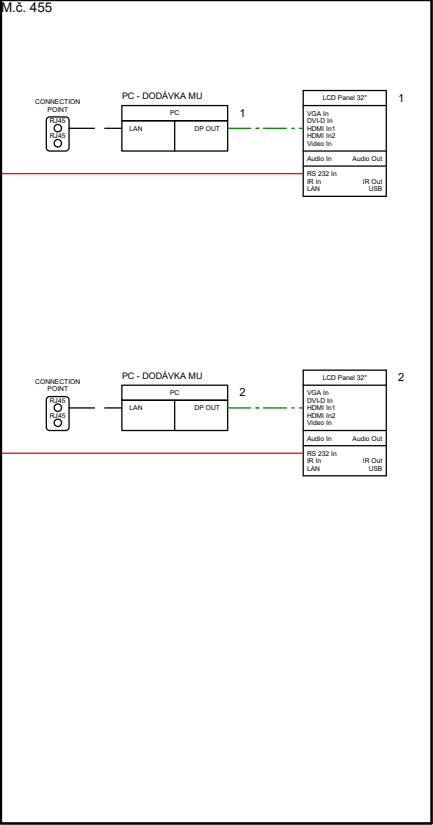 M.č. 455
CONNECTION
POINT
RJ45
RJ45
PC - DODÁVKA MU
PC
LAN DP OUT
1
LCD Panel 32"
VGA In
DVI-D In
HDMI In1
HDMI In2
Video In
Audio In Audio Out
RS 232 In
IR In IR Out
LAN USB
1
CONNECTION
POINT
RJ45
RJ45
PC - DODÁVKA MU
PC
LAN DP OUT
2
LCD Panel 32"
VGA In
DVI-D In
HDMI In1
HDMI In2
Video In
Audio In Audio Out
RS 232 In
IR In IR Out
LAN USB
2